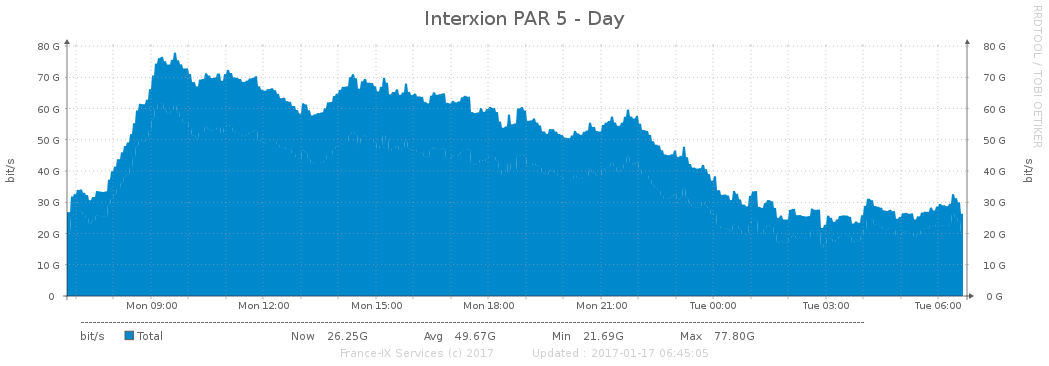 Interxion PAR 5 - Day
RRDTOOL / TOBI OETIKER
80 G 80 G
70 G 70 G
60 G 60 G
50 G 50 G
40 G 40 G
30 G 30 G
20 G 20 G
10 G 10 G
0 0 G
bit/s
bit/s
Mon 09:00 Mon 12:00 Mon 15:00 Mon 18:00 Mon 21:00 Tue 00:00 Tue 03:00 Tue 06:00
bit/s Total Now 26.25G Avg 49.67G Min 21.69G Max 77.80G
France-IX Services (c) 2017 Updated : 2017-01-17 06:45:05